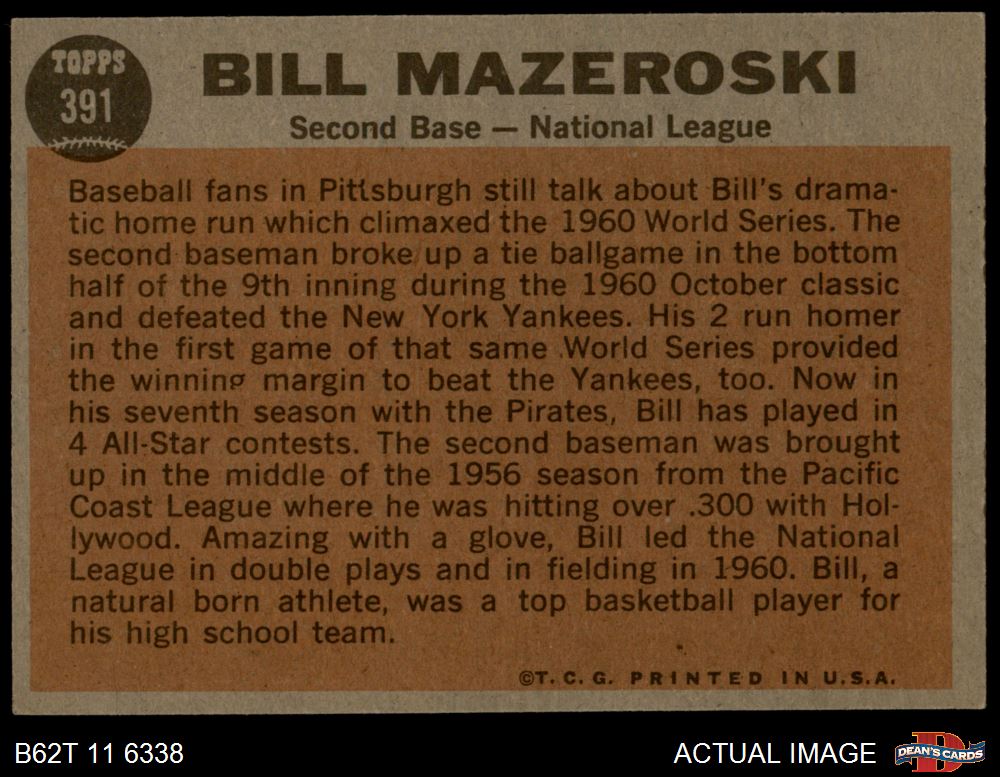 TOPPS
391
BILL MAZEROSKI
Second Base — National League
Baseball fans in Pittsburgh still talk about Bill's drama-
tic home run which climaxed the 1960 World Series. The
second baseman broke up a tie ballgame in the bottom
half of the 9th inning during the 1960 October classic
and defeated the New York Yankees. His 2 run homer
in the first game of that same World Series provided
the winning margin to beat the Yankees, too. Now in
his seventh season with the Pirates, Bill has played in
4 All-Star contests. The second baseman was brought
up in the middle of the 1956 season from the Pacific
Coast League where he was hitting over .300 with Hol-
lywood. Amazing with a glove, Bill led the National
League in double plays and in fielding in 1960. Bill, a
natural born athlete, was a top basketball player for
his high school team.
©T. C. G. PRINTED IN U.S.A.
B62T 11 6338
ACTUAL IMAGE
D
DEAN'S CARDS